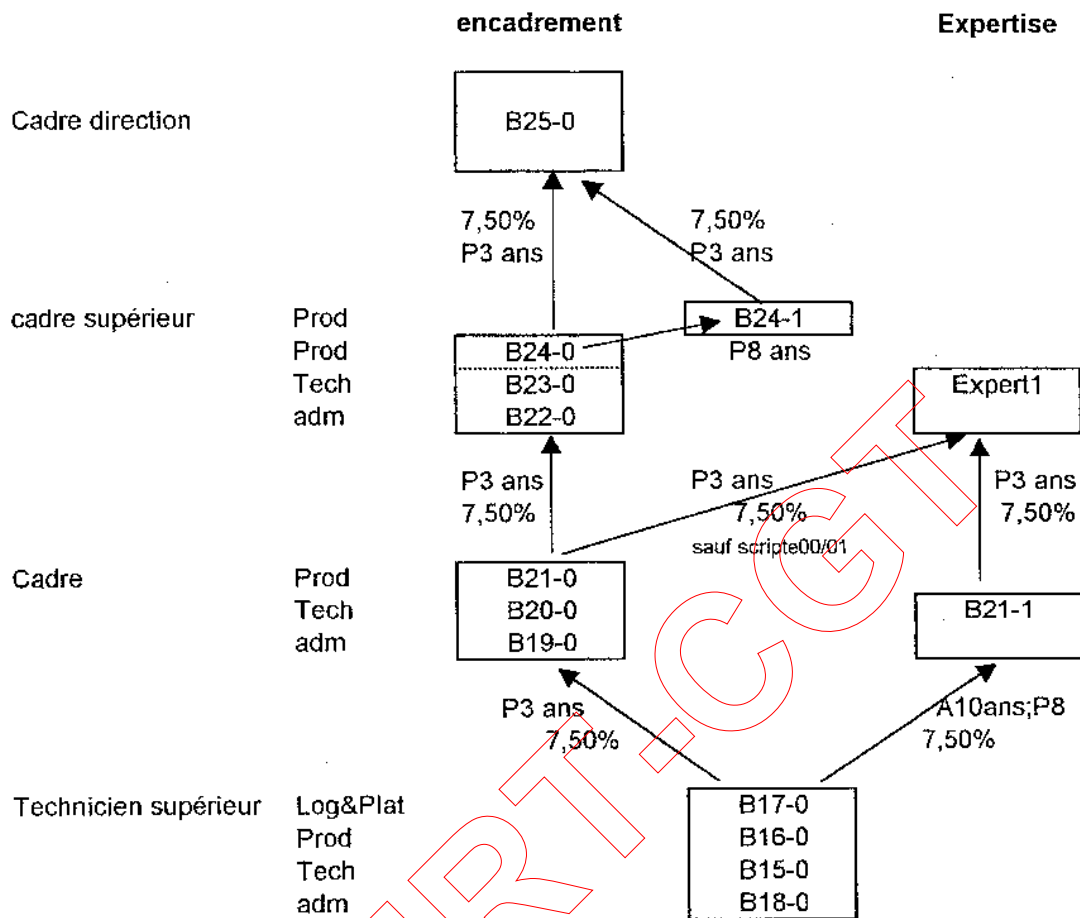 encadrement Expertise
Cadre direction B25-0
7,50% 7,50%
P3 ans P3 ans
cadre supérieur Prod B24-1
Prod B24-0 P8 ans
Tech B23-0 Expert1
adm B22-0
P3 ans P3 ans P3 ans
7,50% 7,50% 7,50%
sauf scripte00/01
Cadre Prod B21-0
Tech B20-0 B21-1
adm B19-0
P3 ans A10ans;P8
7,50% 7,50%
Technicien supérieur Log&Plat B17-0
Prod B16-0
Tech B15-0
adm B18-0
RT-CGT